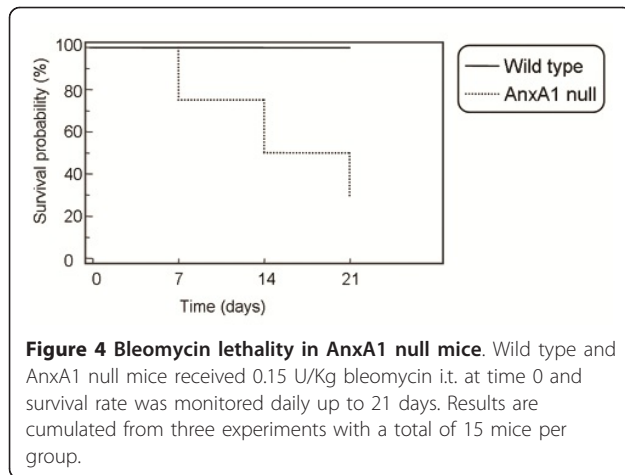 Survival probability (%)
100
80
60
40
20
0
0 7 14 21
Time (days)
Wild type
AnxA1 null
Figure 4 Bleomycin lethality in AnxA1 null mice. Wild type and
AnxA1 null mice received 0.15 U/Kg bleomycin i.t. at time 0 and
survival rate was monitored daily up to 21 days. Results are
cumulated from three experiments with a total of 15 mice per
group.